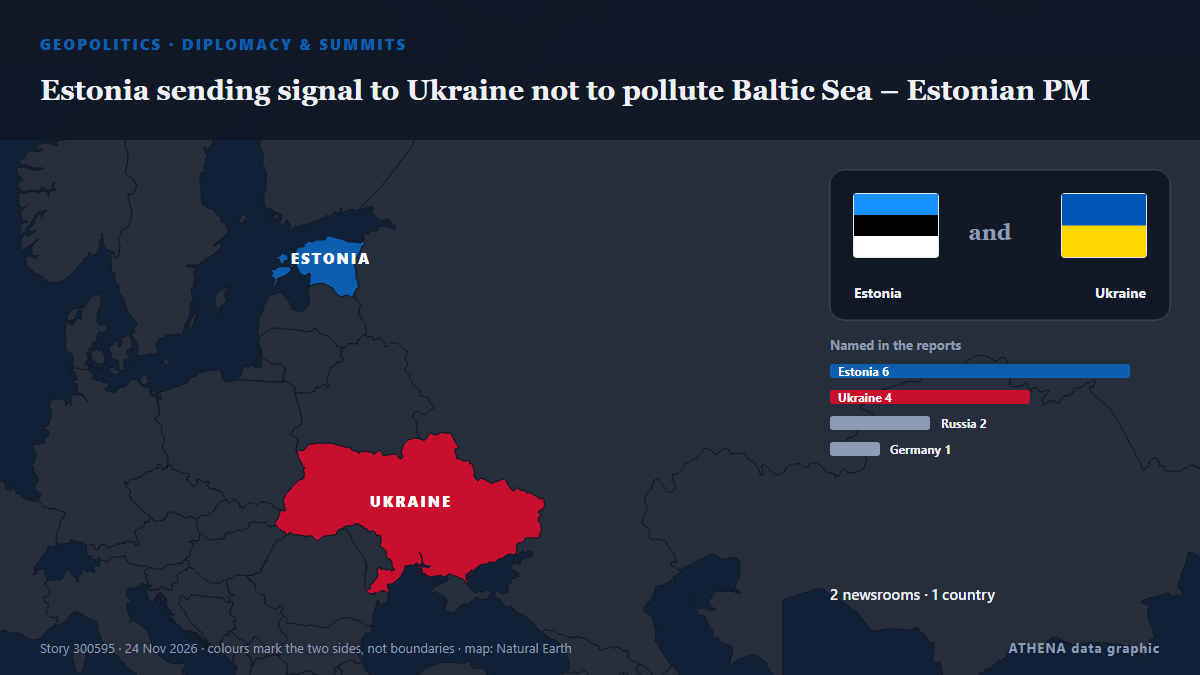 GEOPOLITICS · DIPLOMACY & SUMMITS
Estonia sending signal to Ukraine not to pollute Baltic Sea – Estonian PM
ESTONIA
UKRAINE
and
Estonia
Ukraine
Named in the reports
Estonia 6
Ukraine 4
Russia 2
Germany 1
2 newsrooms · 1 country
Story 300595 · 24 Nov 2026 · colours mark the two sides, not boundaries · map: Natural Earth
ATHENA data graphic